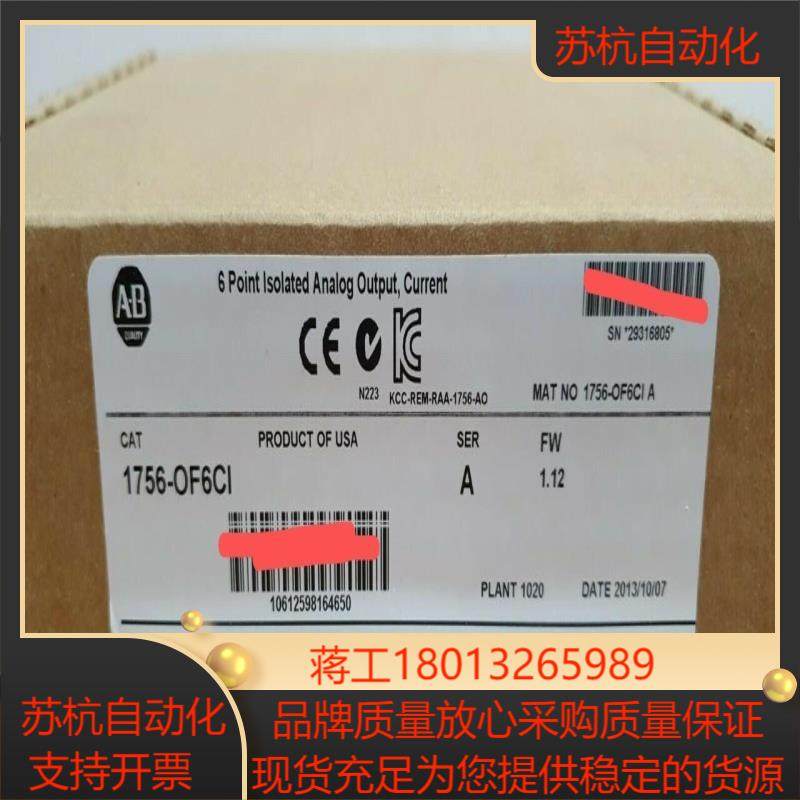 苏杭自动化
6 Point Isolated Analog Output, Current
A-B
QUALITY
SN *29316805*
N223 KCC-REM-RAA-1756-AO
MAT NO 1756-OF6CI A
CAT PRODUCT OF USA SER FW
1756-OF6CI A 1.12
10612598164650
PLANT 1020 DATE 2013/10/07
蒋工18013265989
苏杭自动化
支持开票
品牌质量放心采购质量保证
现货充足为您提供稳定的货源